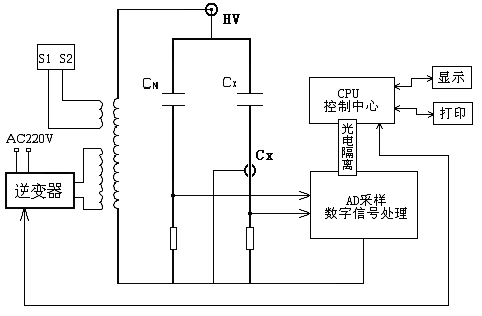 HV
S1 S2
CN
CX
CPU
控制中心
显示
打印
光电隔离
AC220V
Cx
逆变器
AD采样
数字信号处理